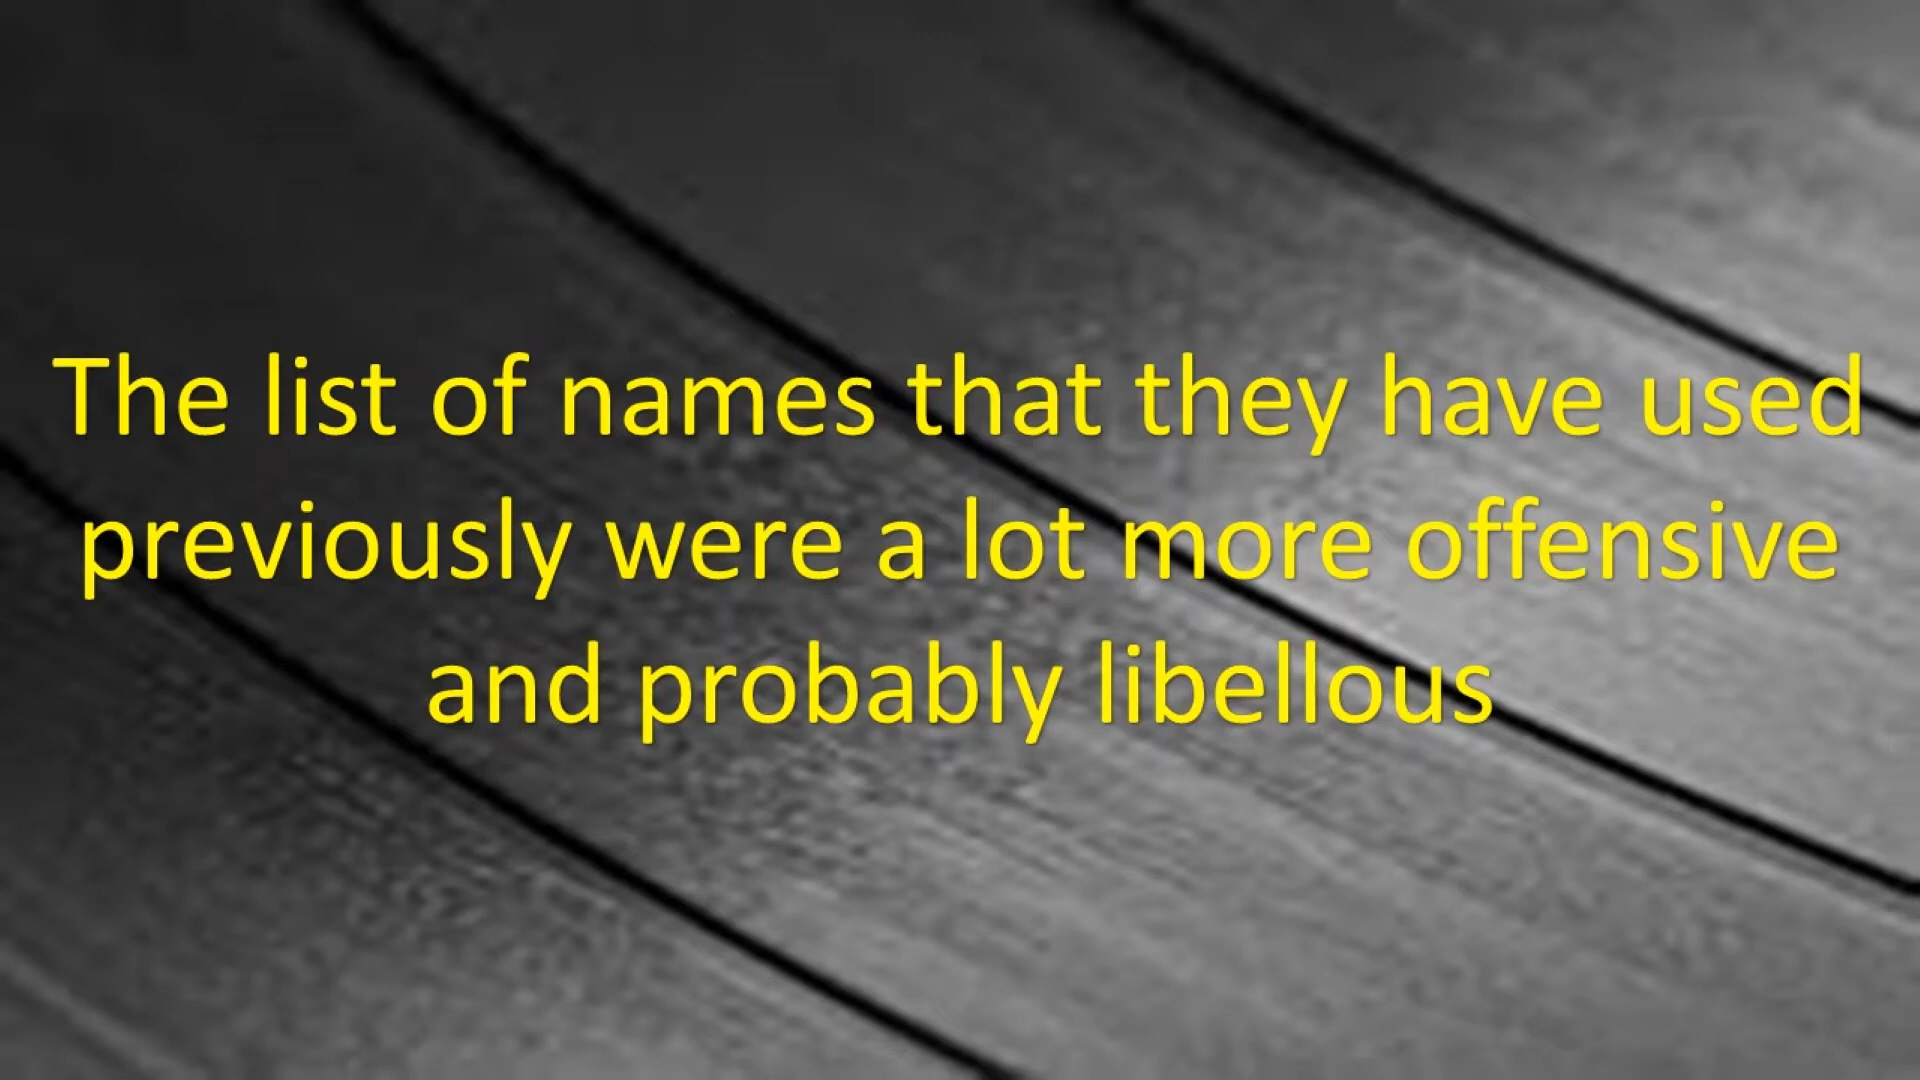 The list of names that they have used
previously were a lot more offensive
and probably libellous